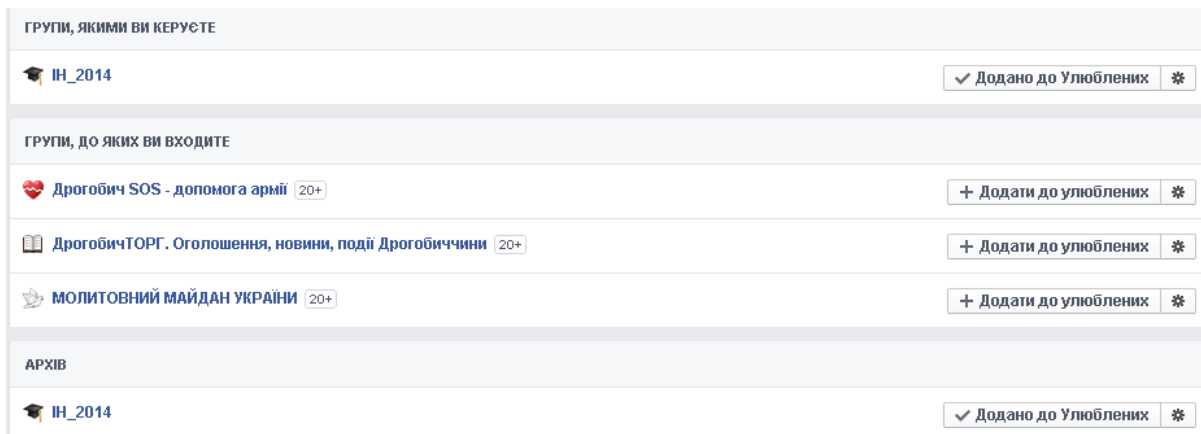 ГРУПИ, ЯКИМИ ВИ КЕРУЄТЕ
ІН_2014 Додано до Улюблених
ГРУПИ, ДО ЯКИХ ВИ ВХОДИТЕ
Дрогобич SOS - допомога армії 20+ Додати до улюблених
ДрогобичТОРГ. Оголошення, новини, події Дрогобиччини 20+ Додати до улюблених
МОЛИТОВНИЙ МАЙДАН УКРАЇНИ 20+ Додати до улюблених
АРХІВ
ІН_2014 Додано до Улюблених